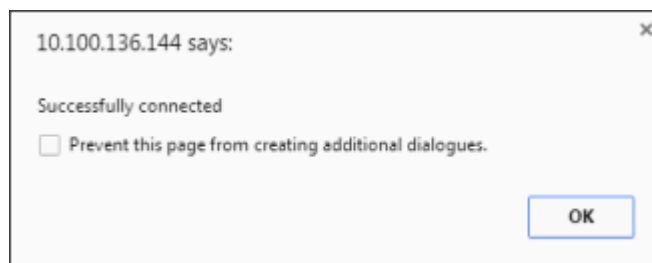 10.100.136.144 says:
Successfully connected
Prevent this page from creating additional dialogues.
OK